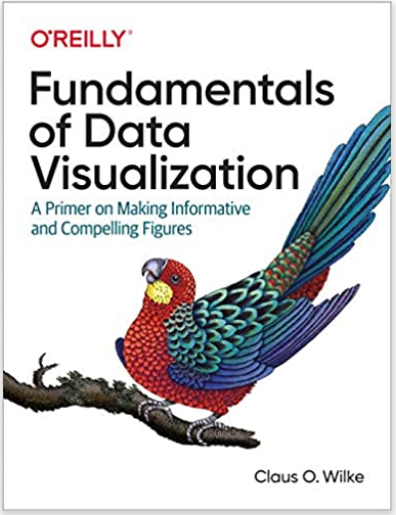 O'REILLY®
Fundamentals
of Data
Visualization
A Primer on Making Informative
and Compelling Figures
Claus O. Wilke